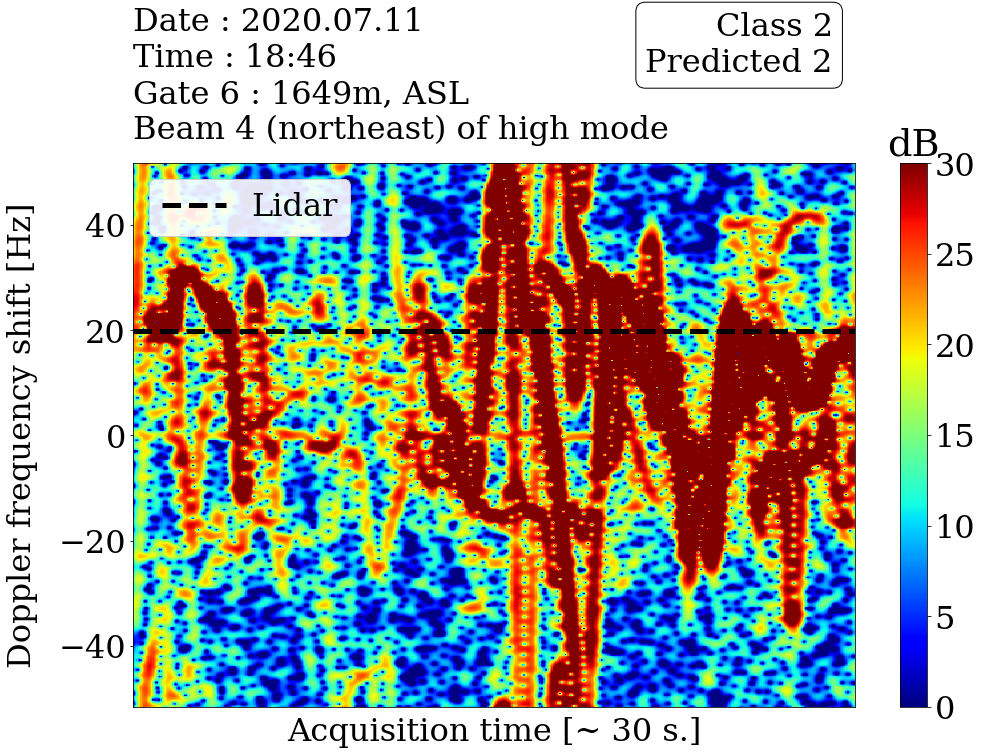 Date : 2020.07.11
Time : 18:46
Gate 6 : 1649m, ASL
Beam 4 (northeast) of high mode
Class 2
Predicted 2
dB
Lidar
Doppler frequency shift [Hz]
40
20
0
−20
−40
Acquisition time [~ 30 s.]
30
25
20
15
10
5
0